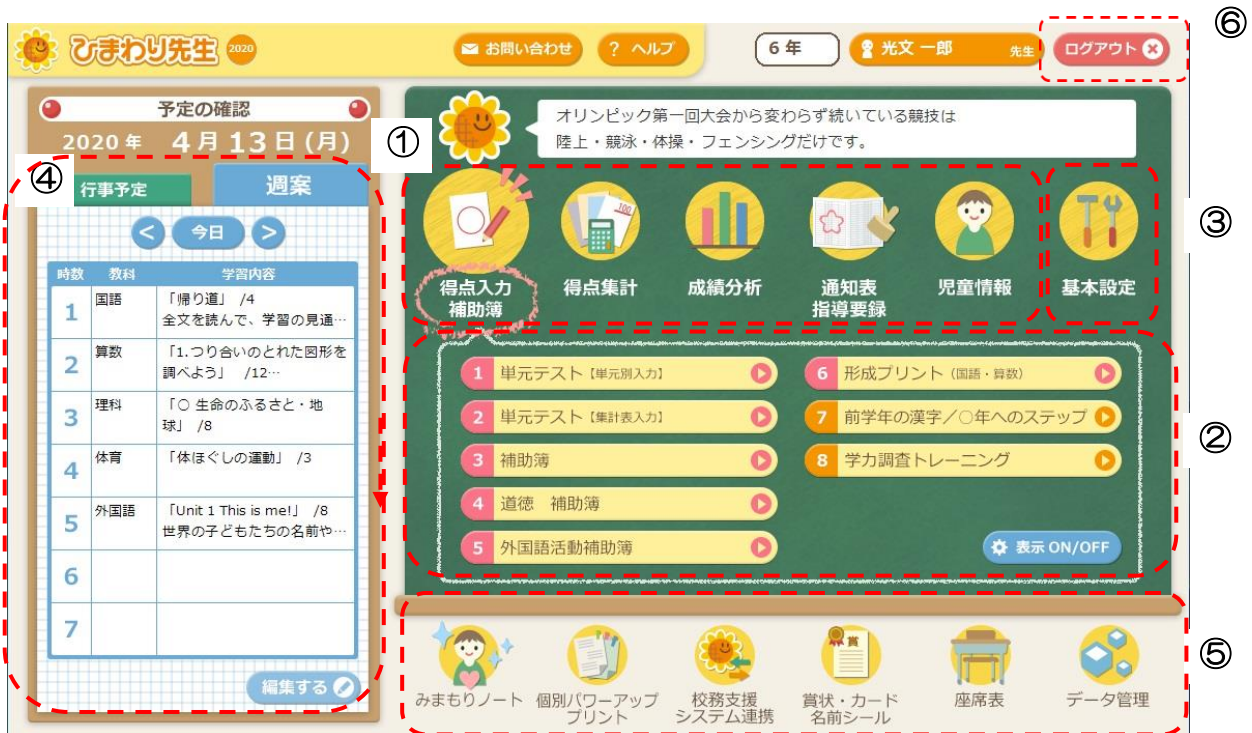 ひまわり先生 2020
お問い合わせ
? ヘルプ
6 年
光文 一郎 先生
ログアウト
⑥
予定の確認
2020 年 4 月 13 日 (月)
④
行事予定
週案
< 今日 >
時数 教科 学習内容
1 国語 「帰り道」 /4
全文を読んで、学習の見通…
2 算数 「1.つり合いのとれた図形を
調べよう」 /12…
3 理科 「○ 生命のふるさと・地
球」 /8
4 体育 「体ほぐしの運動」 /3
5 外国語 「Unit 1 This is me!」 /8
世界の子どもたちの名前や…
6
7
編集する
①
オリンピック第一回大会から変わらず続いている競技は
陸上・競泳・体操・フェンシングだけです。
100
得点入力
補助簿
得点集計
成績分析
通知表
指導要録
児童情報
基本設定
③
1 単元テスト【単元別入力】
2 単元テスト【集計表入力】
3 補助簿
4 道徳 補助簿
5 外国語活動補助簿
6 形成プリント（国語・算数）
7 前学年の漢字／○年へのステップ
8 学力調査トレーニング
表示 ON/OFF
②
みまもりノート
個別パワーアップ
プリント
校務支援
システム連携
賞
賞状・カード
名前シール
座席表
データ管理
⑤